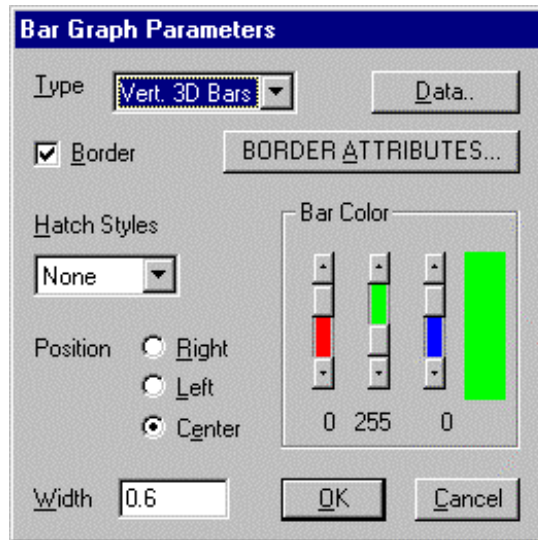 Bar Graph Parameters
Type Vert. 3D Bars Data..
Border BORDER ATTRIBUTES...
Hatch Styles
None
Bar Color
0 255 0
Position Right
Left
Center
Width 0.6 OK Cancel